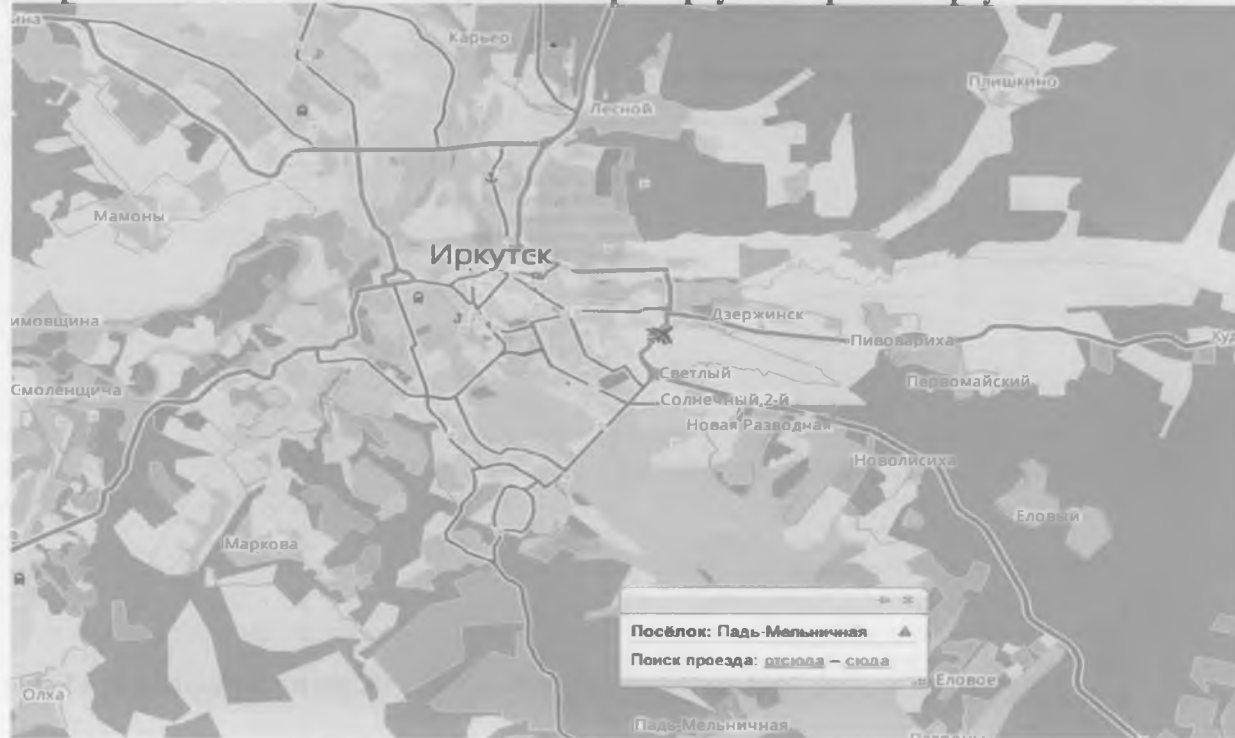 Карьер
Плишкино
Лесной
Мамоны
Иркутск
Дзержинск
Пивовариха
Смоленщина
Светлый
Первомайский
Солнечный 2-й
Новая Разводная
Новолисиха
Еловый
Маркова
Посёлок: Падь-Мельничная
Поиск проезда: отсюда – сюда
Еловое
Олха
Падь-Мельничная